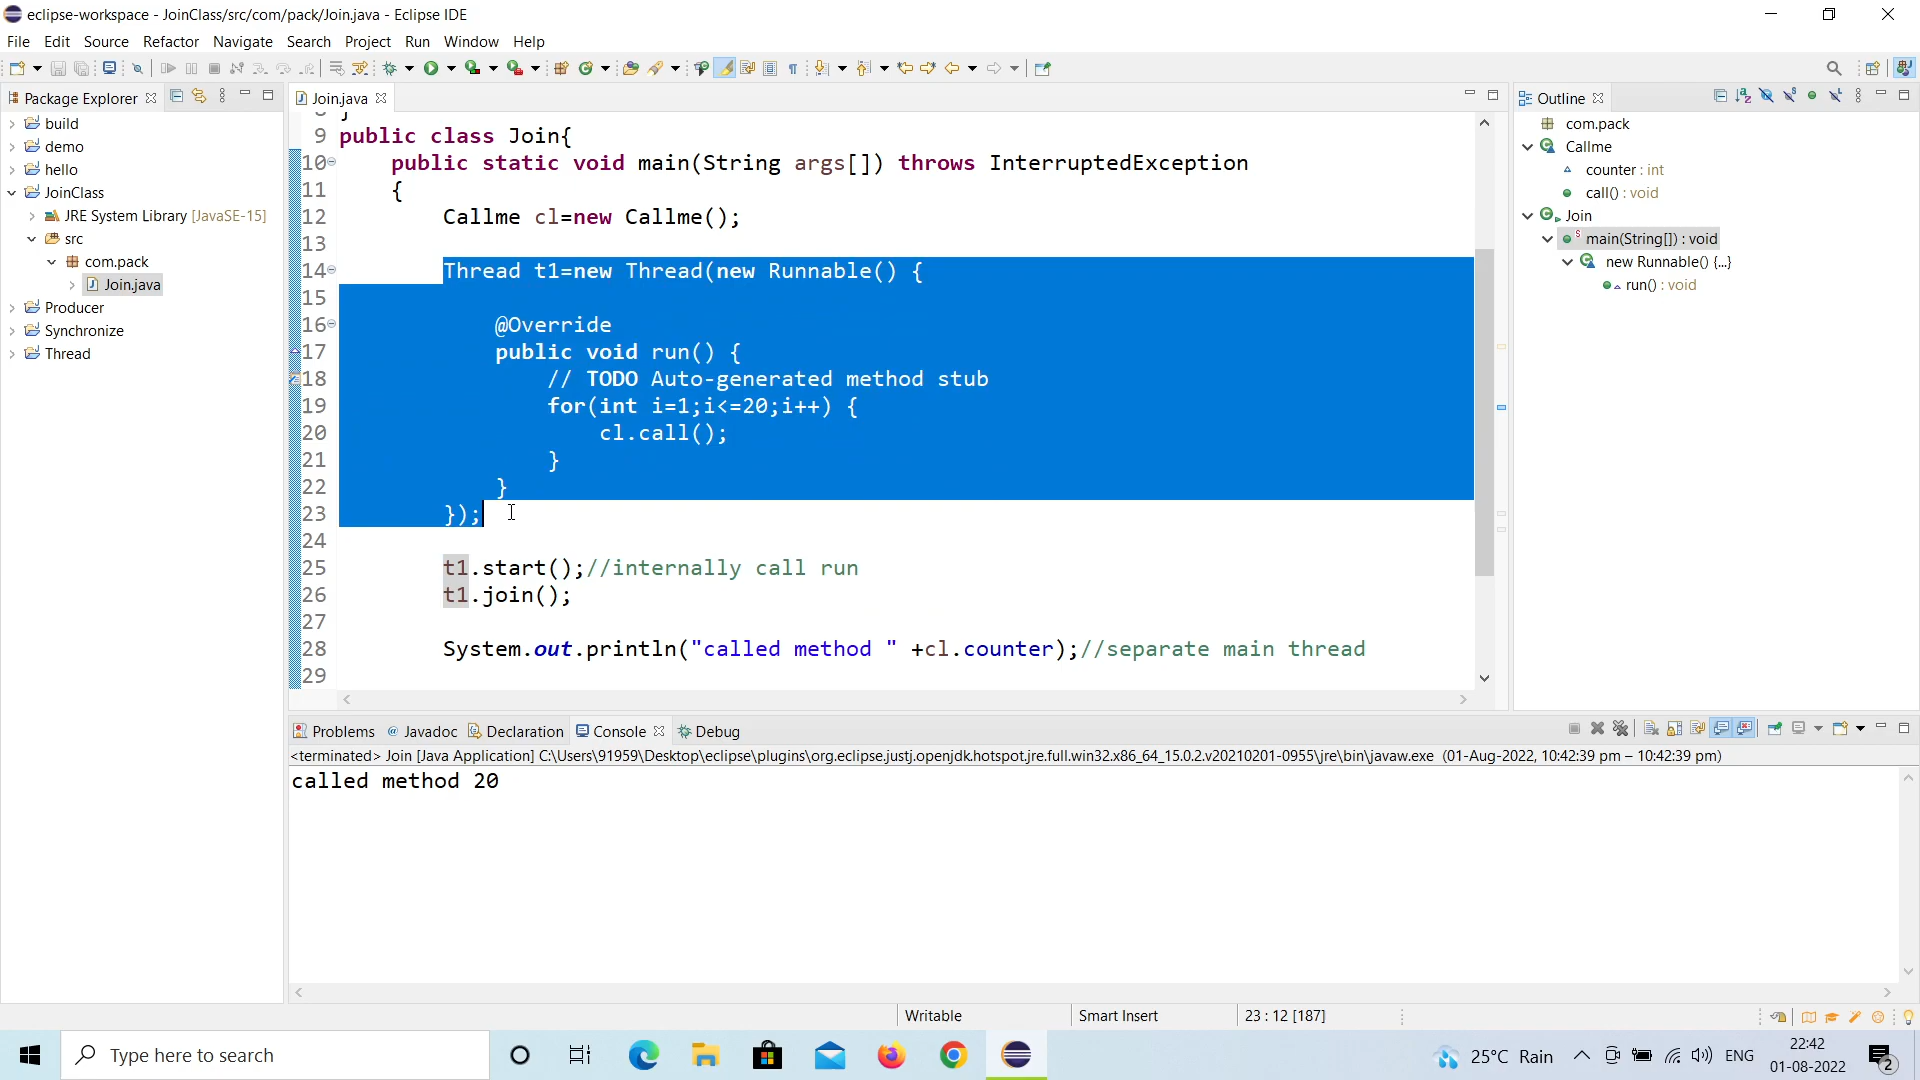 eclipse-workspace - JoinClass/src/com/pack/Join.java - Eclipse IDE
File Edit Source Refactor Navigate Search Project Run Window Help
Package Explorer
build
demo
hello
JoinClass
JRE System Library [JavaSE-15]
src
com.pack
Join.java
Producer
Synchronize
Thread
Join.java
9 public class Join{
10 public static void main(String args[]) throws InterruptedException
11 {
12 Callme cl=new Callme();
13
14 Thread t1=new Thread(new Runnable() {
15
16 @Override
17 public void run() {
18 // TODO Auto-generated method stub
19 for(int i=1;i<=20;i++) {
20 cl.call();
21 }
22 }
23 });
24
25 t1.start();//internally call run
26 t1.join();
27
28 System.out.println("called method " +cl.counter);//separate main thread
29
Outline
com.pack
Callme
counter : int
call() : void
Join
main(String[]) : void
new Runnable() {...}
run() : void
Problems @ Javadoc Declaration Console Debug
<terminated> Join [Java Application] C:\Users\91959\Desktop\eclipse\plugins\org.eclipse.justj.openjdk.hotspot.jre.full.win32.x86_64_15.0.2.v20210201-0955\jre\bin\javaw.exe (01-Aug-2022, 10:42:39 pm – 10:42:39 pm)
called method 20
Writable Smart Insert 23 : 12 [187]
Type here to search
25°C Rain
ENG
22:42
01-08-2022
2